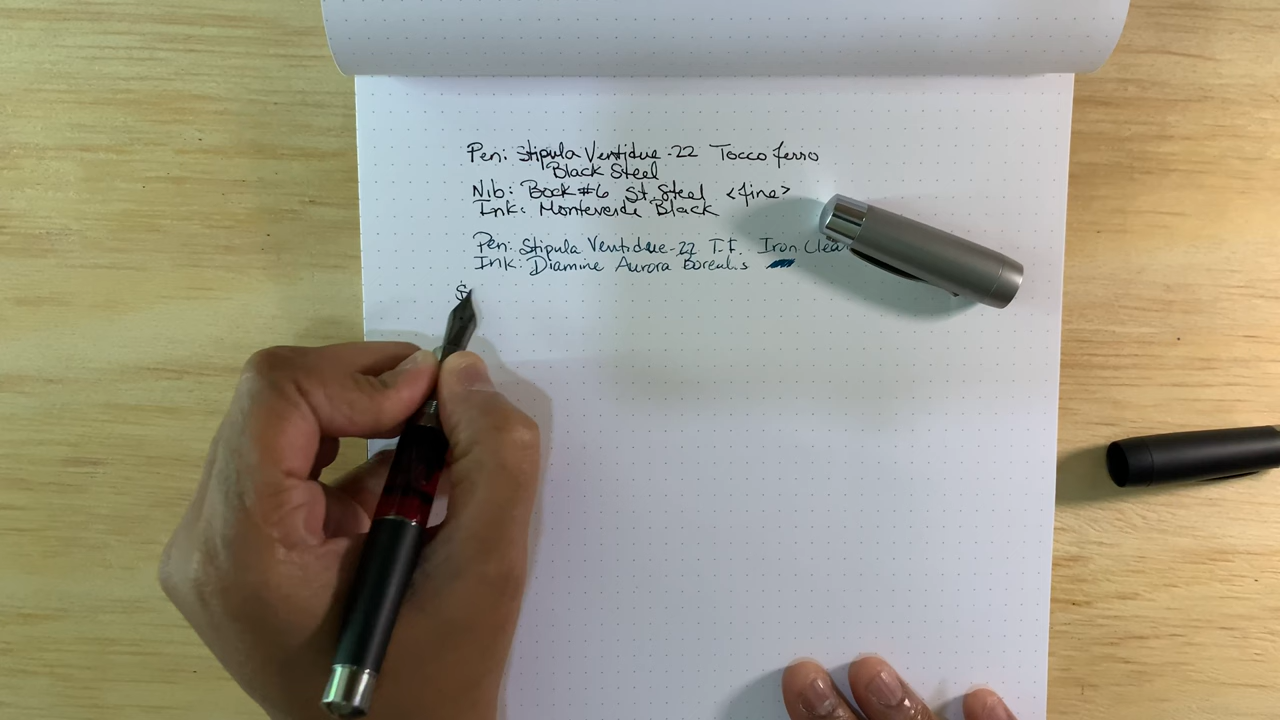 Pen: Stipula Ventidue-22 Tocco ferro
Black Steel
Nib: Bock #6 St. Steel <fine>
Ink: Monteverde Black
Pen: Stipula Ventidue-22 T.F. Iron Clear
Ink: Diamine Aurora Borealis
$